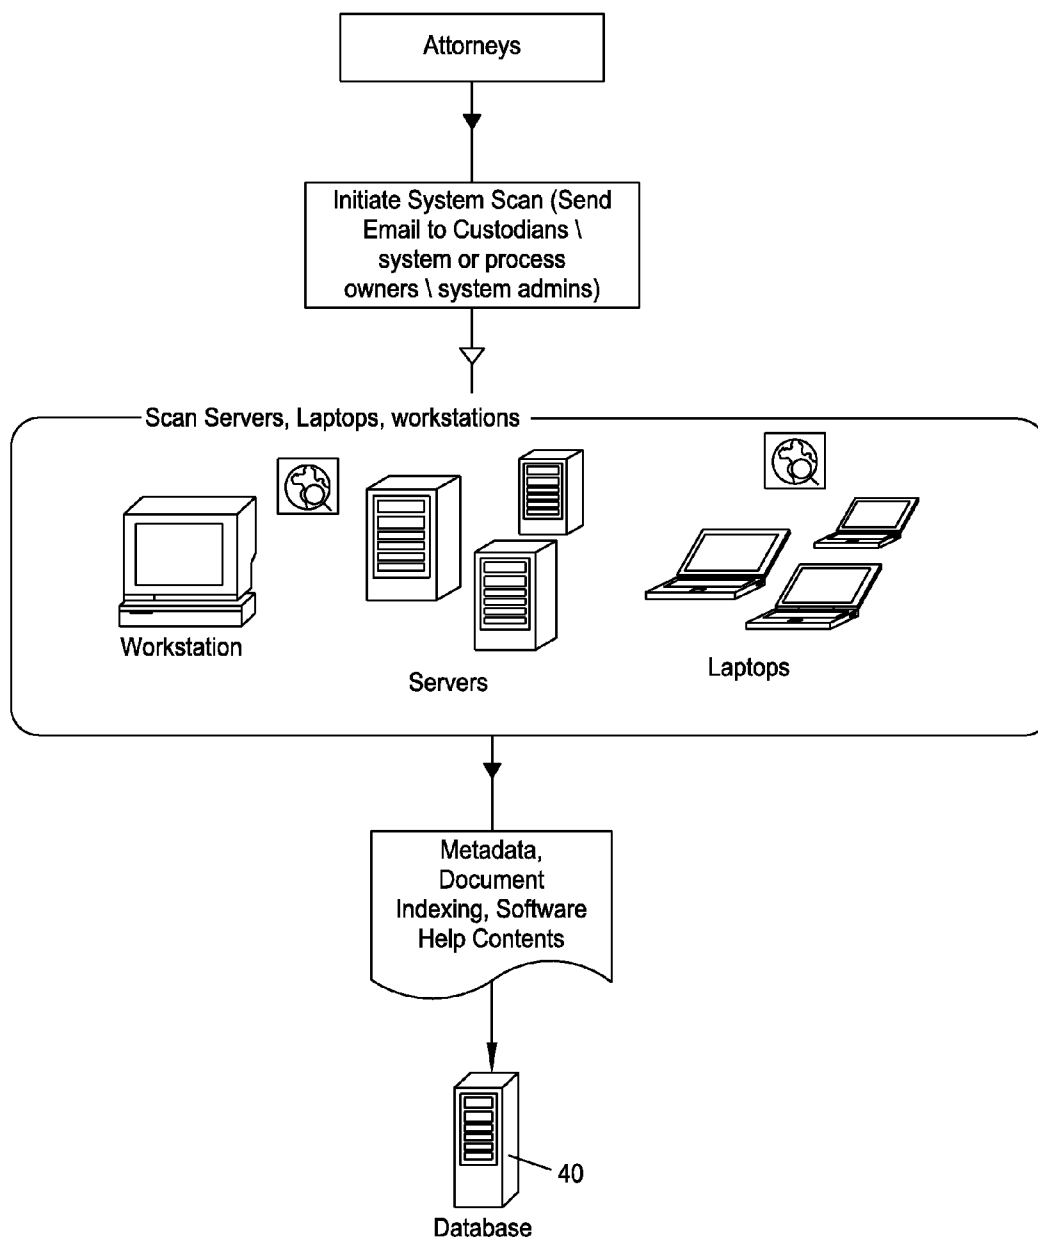 Attorneys
Initiate System Scan (Send
Email to Custodians \
system or process
owners \ system admins)
Scan Servers, Laptops, workstations
Workstation
Servers
Laptops
Metadata,
Document
Indexing, Software
Help Contents
40
Database